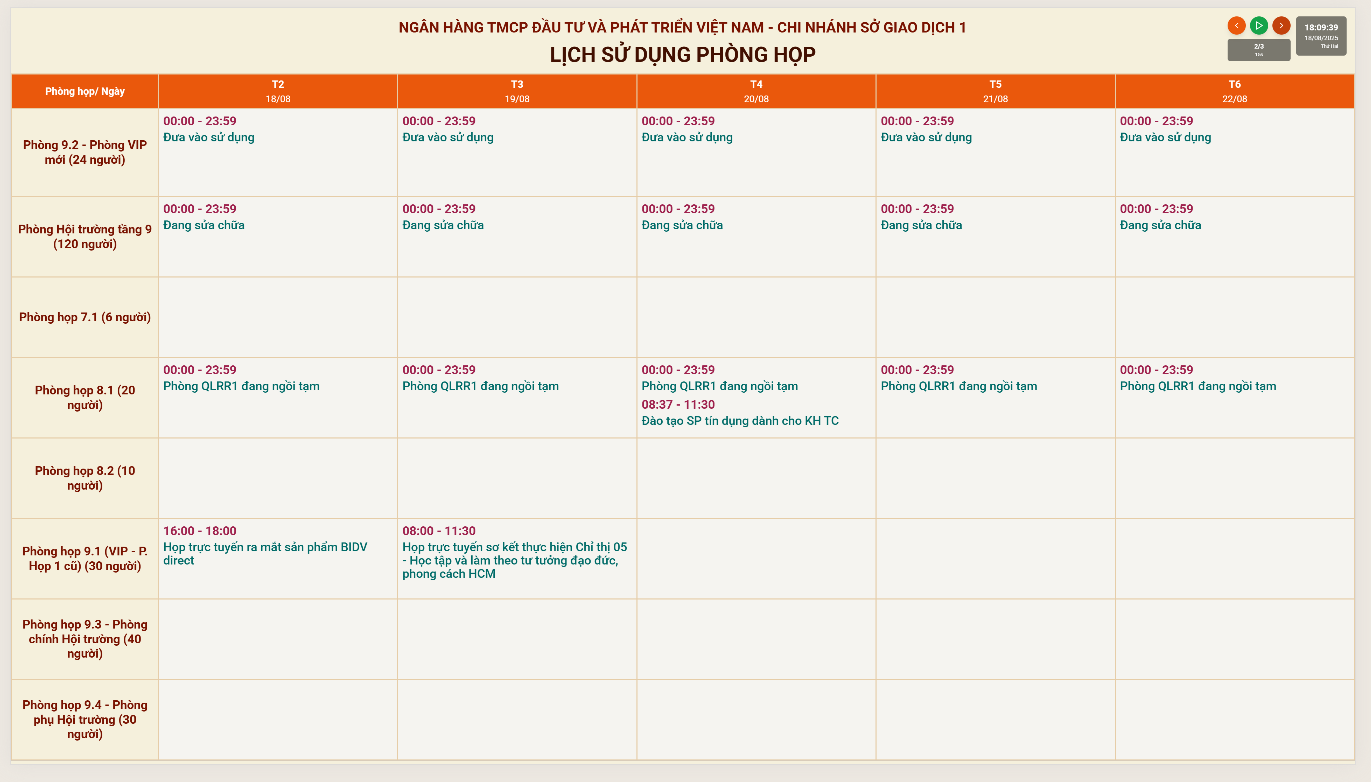 NGÂN HÀNG TMCP ĐẦU TƯ VÀ PHÁT TRIỂN VIỆT NAM - CHI NHÁNH SỞ GIAO DỊCH 1
LỊCH SỬ DỤNG PHÒNG HỌP
2/3
18:09:39
18/08/2025
Thứ Hai
Phòng họp/ Ngày
T2
18/08
T3
19/08
T4
20/08
T5
21/08
T6
22/08
Phòng 9.2 - Phòng VIP
mới (24 người)
00:00 - 23:59
Đưa vào sử dụng
00:00 - 23:59
Đưa vào sử dụng
00:00 - 23:59
Đưa vào sử dụng
00:00 - 23:59
Đưa vào sử dụng
00:00 - 23:59
Đưa vào sử dụng
Phòng Hội trường tầng 9
(120 người)
00:00 - 23:59
Đang sửa chữa
00:00 - 23:59
Đang sửa chữa
00:00 - 23:59
Đang sửa chữa
00:00 - 23:59
Đang sửa chữa
00:00 - 23:59
Đang sửa chữa
Phòng họp 7.1 (6 người)
Phòng họp 8.1 (20
người)
00:00 - 23:59
Phòng QLRR1 đang ngồi tạm
00:00 - 23:59
Phòng QLRR1 đang ngồi tạm
00:00 - 23:59
Phòng QLRR1 đang ngồi tạm
08:37 - 11:30
Đào tạo SP tín dụng dành cho KH TC
00:00 - 23:59
Phòng QLRR1 đang ngồi tạm
00:00 - 23:59
Phòng QLRR1 đang ngồi tạm
Phòng họp 8.2 (10
người)
Phòng họp 9.1 (VIP - P.
Họp 1 cũ) (30 người)
16:00 - 18:00
Họp trực tuyến ra mắt sản phẩm BIDV
direct
08:00 - 11:30
Họp trực tuyến sơ kết thực hiện Chỉ thị 05
- Học tập và làm theo tư tưởng đạo đức,
phong cách HCM
Phòng họp 9.3 - Phòng
chính Hội trường (40
người)
Phòng họp 9.4 - Phòng
phụ Hội trường (30
người)